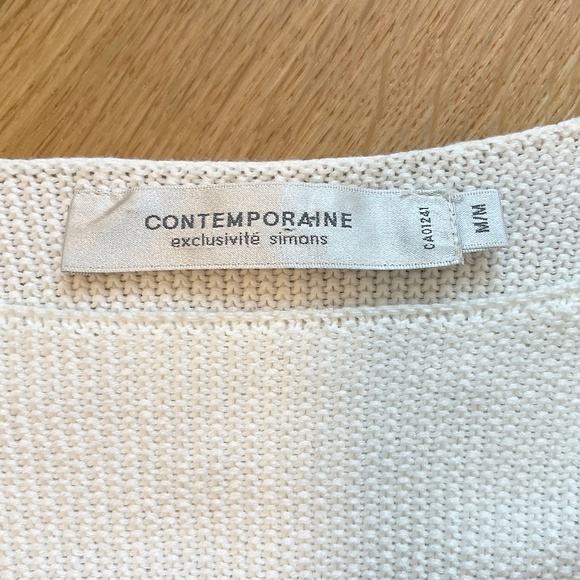 CONTEMPORAINE
exclusivité simons
CA01241
M/M